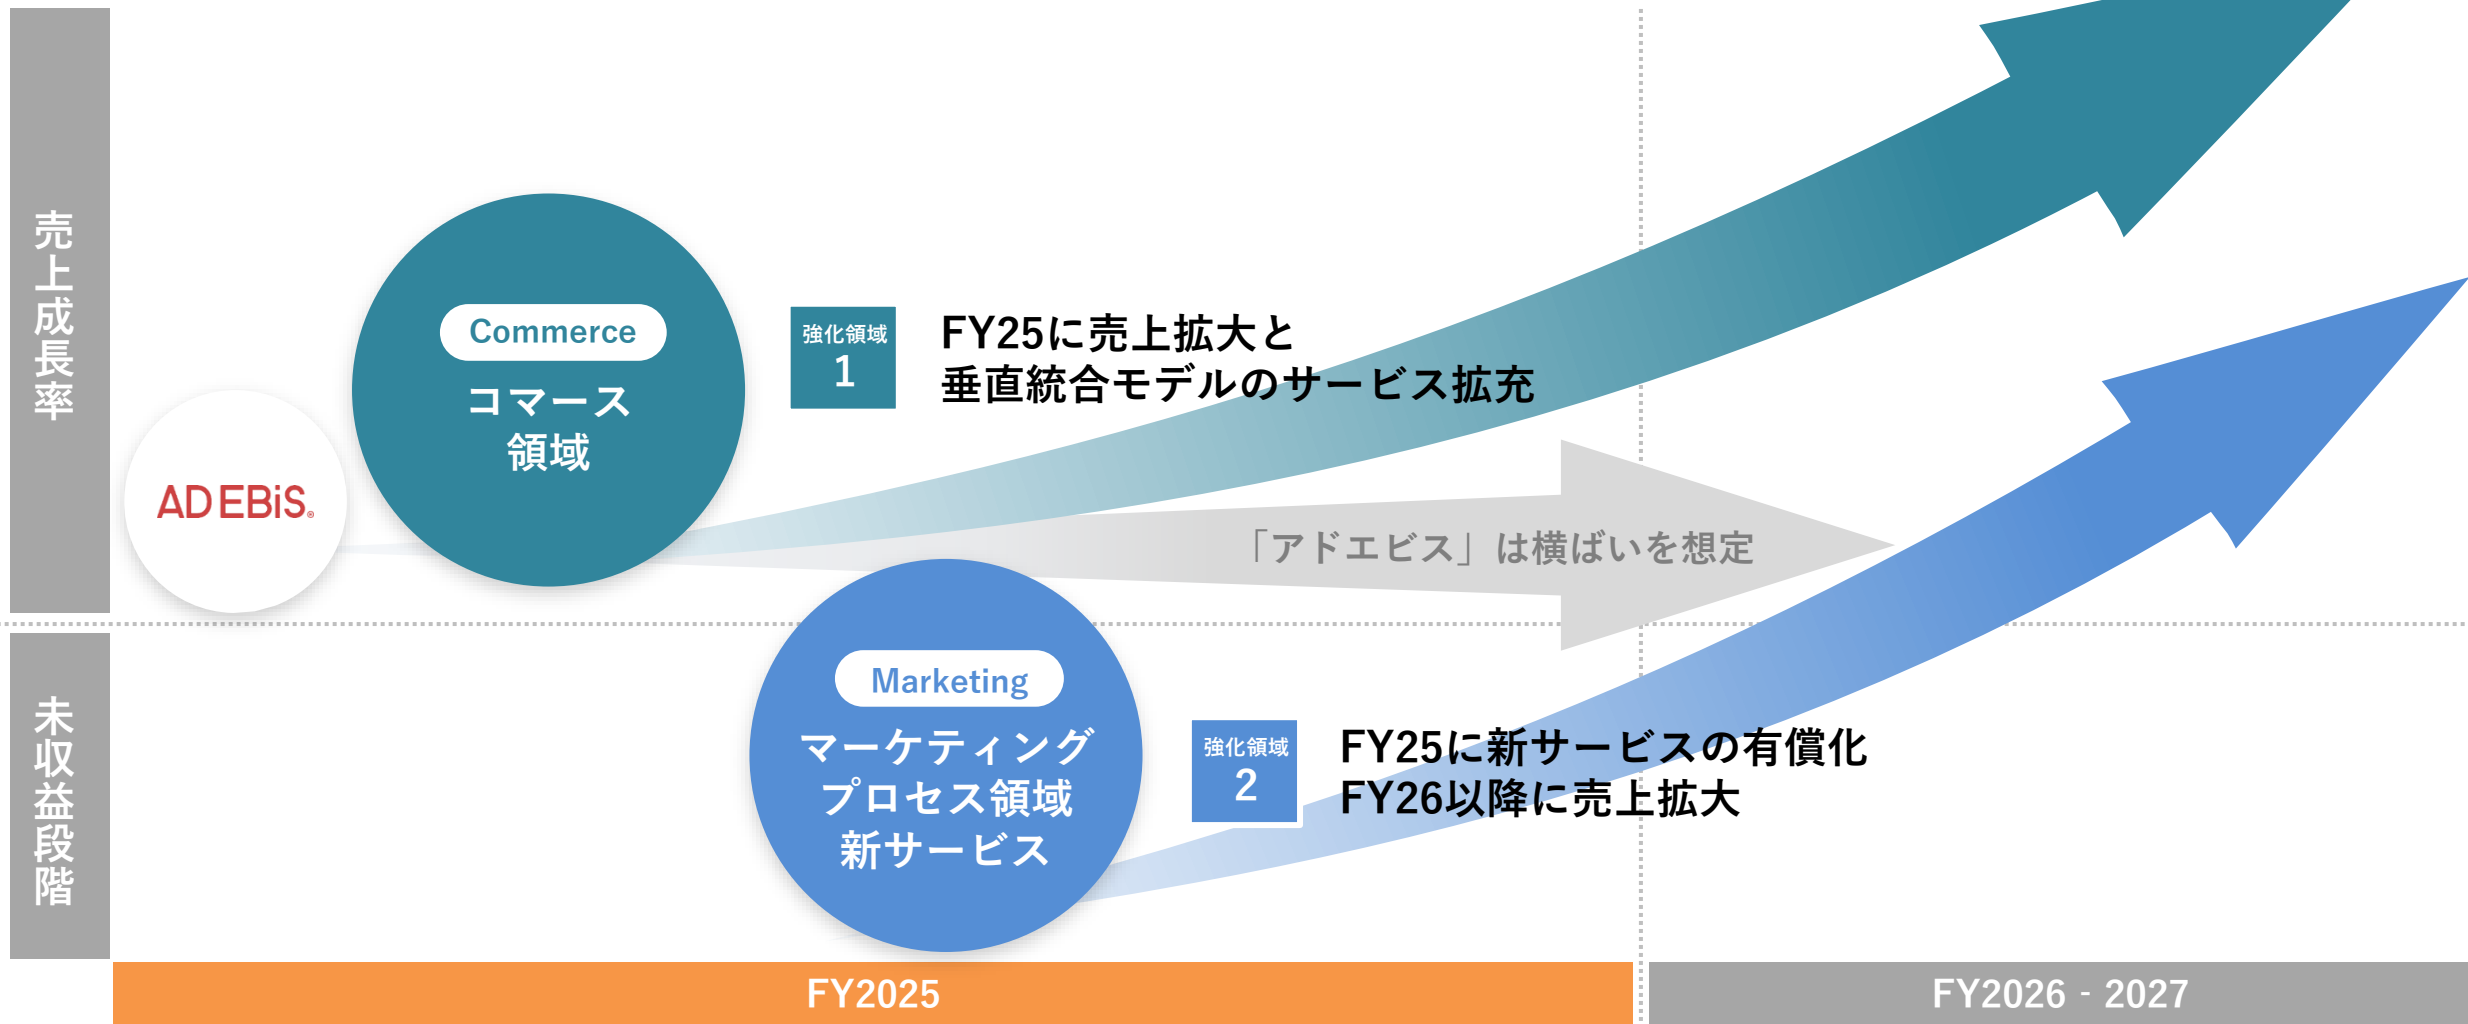 売上成長率
AD EBiS®
Commerce
コマース
領域
強化領域
1
FY25に売上拡大と
垂直統合モデルのサービス拡充
「アドエビス」は横ばいを想定
未収益段階
Marketing
マーケティング
プロセス領域
新サービス
強化領域
2
FY25に新サービスの有償化
FY26以降に売上拡大
FY2025
FY2026 - 2027